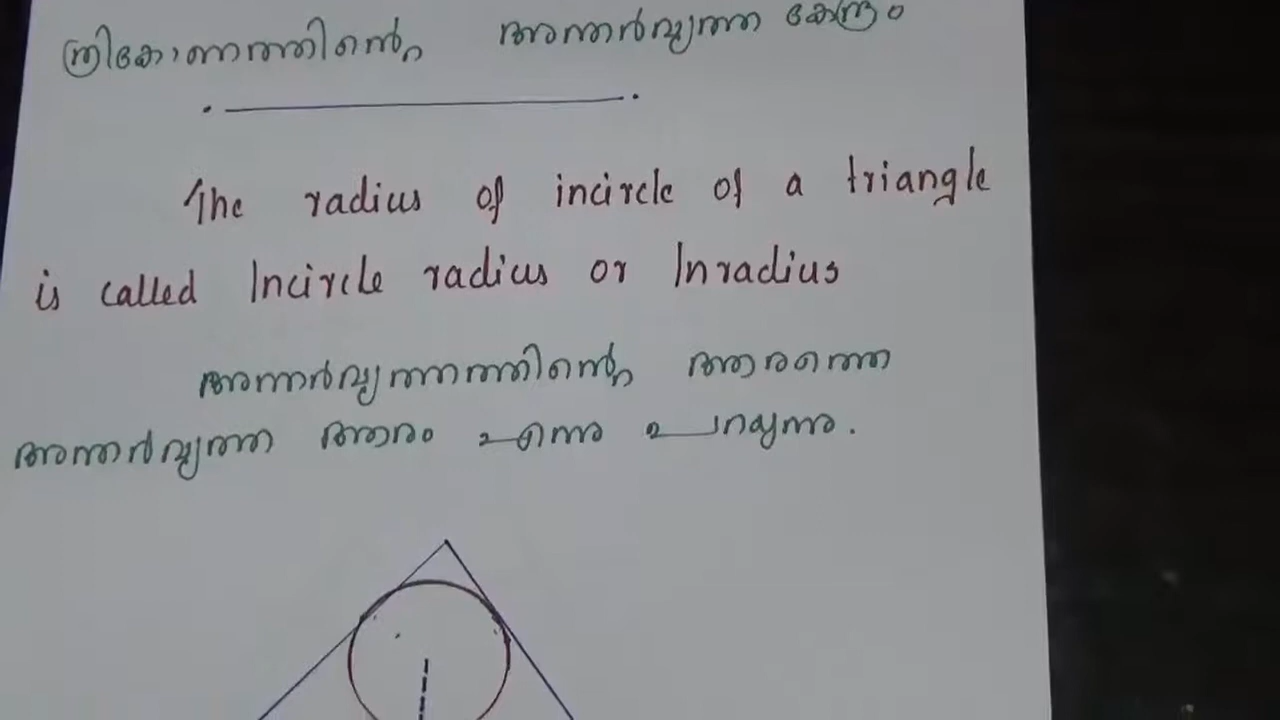 ത്രികോണത്തിൻ്റെ അന്തർവൃത്ത കേന്ദ്രം
The radius of incircle of a triangle
is called Incircle radius or Inradius
അന്തർവൃത്തത്തിൻ്റെ ആരത്തെ
അന്തർവൃത്ത ആരം എന്നു പറയുന്നു.